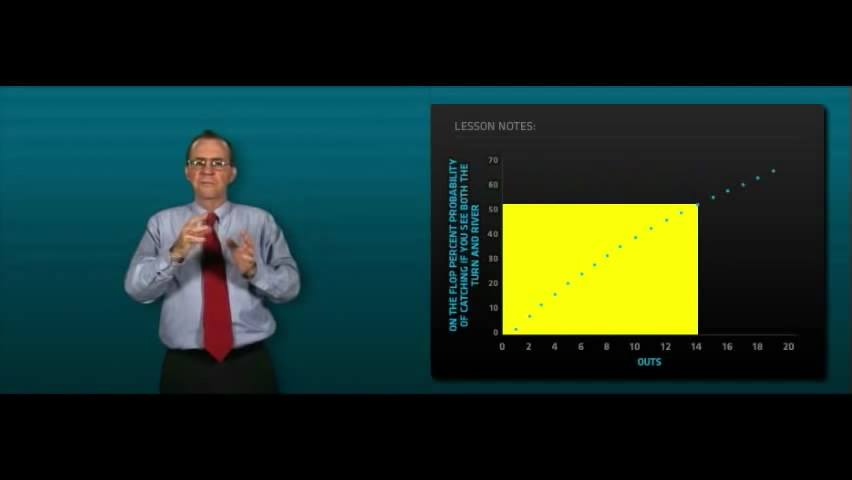 LESSON NOTES:
ON THE FLOP PERCENT PROBABILITY
OF CATCHING IF YOU SEE BOTH THE
TURN AND RIVER
70
60
50
40
30
20
10
0
0 2 4 6 8 10 12 14 16 18 20
OUTS